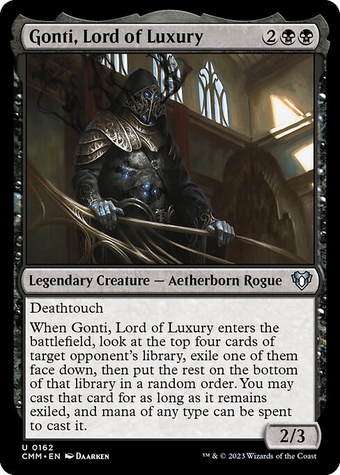 Gonti, Lord of Luxury 2
Legendary Creature — Aetherborn Rogue
Deathtouch
When Gonti, Lord of Luxury enters the
battlefield, look at the top four cards of
target opponent's library, exile one of them
face down, then put the rest on the bottom
of that library in a random order. You may
cast that card for as long as it remains
exiled, and mana of any type can be spent
to cast it.
2/3
U 0162
CMM • EN DAARKEN
™ & © 2023 Wizards of the Coast